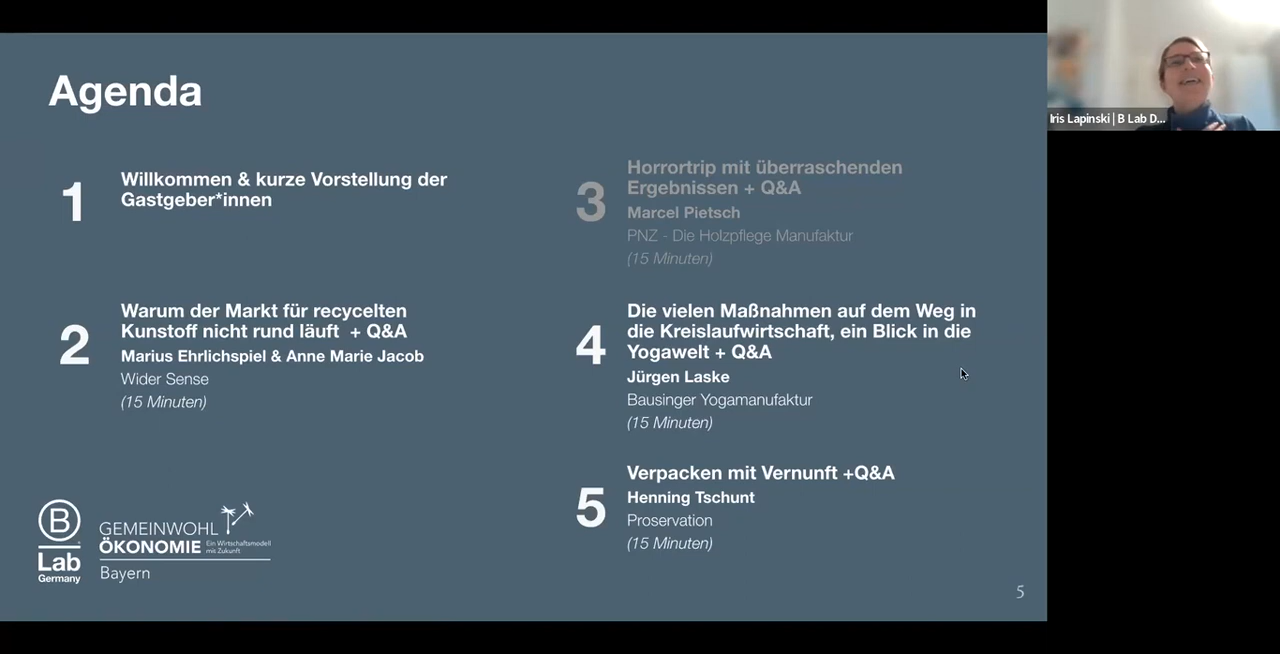 Agenda
1
Willkommen & kurze Vorstellung der
Gastgeber*innen
2
Warum der Markt für recycelten
Kunstoff nicht rund läuft + Q&A
Marius Ehrlichspiel & Anne Marie Jacob
Wider Sense
(15 Minuten)
3
Horrortrip mit überraschenden
Ergebnissen + Q&A
Marcel Pietsch
PNZ - Die Holzpflege Manufaktur
(15 Minuten)
4
Die vielen Maßnahmen auf dem Weg in
die Kreislaufwirtschaft, ein Blick in die
Yogawelt + Q&A
Jürgen Laske
Bausinger Yogamanufaktur
(15 Minuten)
5
Verpacken mit Vernunft +Q&A
Henning Tschunt
Proservation
(15 Minuten)
B
Lab
Germany
GEMEINWOHL
ÖKONOMIE
Ein Wirtschaftsmodell
mit Zukunft
Bayern
5
Iris Lapinski | B Lab D...